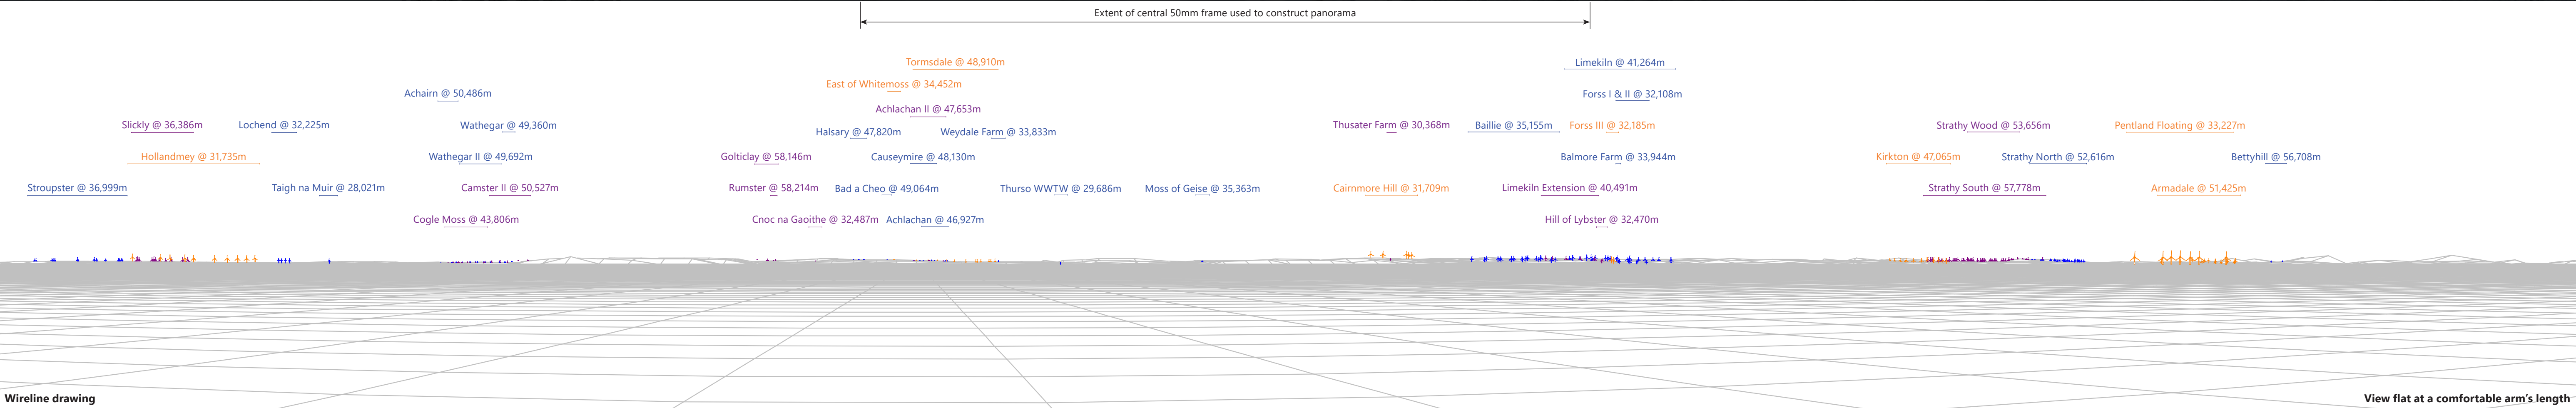 Extent of central 50mm frame used to construct panorama
Tormsdale @ 48,910m
Limekiln @ 41,264m
East of Whitemoss @ 34,452m
Achairn @ 50,486m
Forss I & II @ 32,108m
Achlachan II @ 47,653m
Slickly @ 36,386m
Lochend @ 32,225m
Wathegar @ 49,360m
Halsary @ 47,820m
Weydale Farm @ 33,833m
Thusater Farm @ 30,368m
Baillie @ 35,155m
Forss III @ 32,185m
Strathy Wood @ 53,656m
Pentland Floating @ 33,227m
Hollandmey @ 31,735m
Wathegar II @ 49,692m
Golticlay @ 58,146m
Causeymire @ 48,130m
Balmore Farm @ 33,944m
Kirkton @ 47,065m
Strathy North @ 52,616m
Bettyhill @ 56,708m
Stroupster @ 36,999m
Taigh na Muir @ 28,021m
Camster II @ 50,527m
Rumster @ 58,214m
Bad a Cheo @ 49,064m
Thurso WWTW @ 29,686m
Moss of Geise @ 35,363m
Cairnmore Hill @ 31,709m
Limekiln Extension @ 40,491m
Strathy South @ 57,778m
Armadale @ 51,425m
Cogle Moss @ 43,806m
Cnoc na Gaoithe @ 32,487m
Achlachan @ 46,927m
Hill of Lybster @ 32,470m
Wireline drawing
View flat at a comfortable arm's length